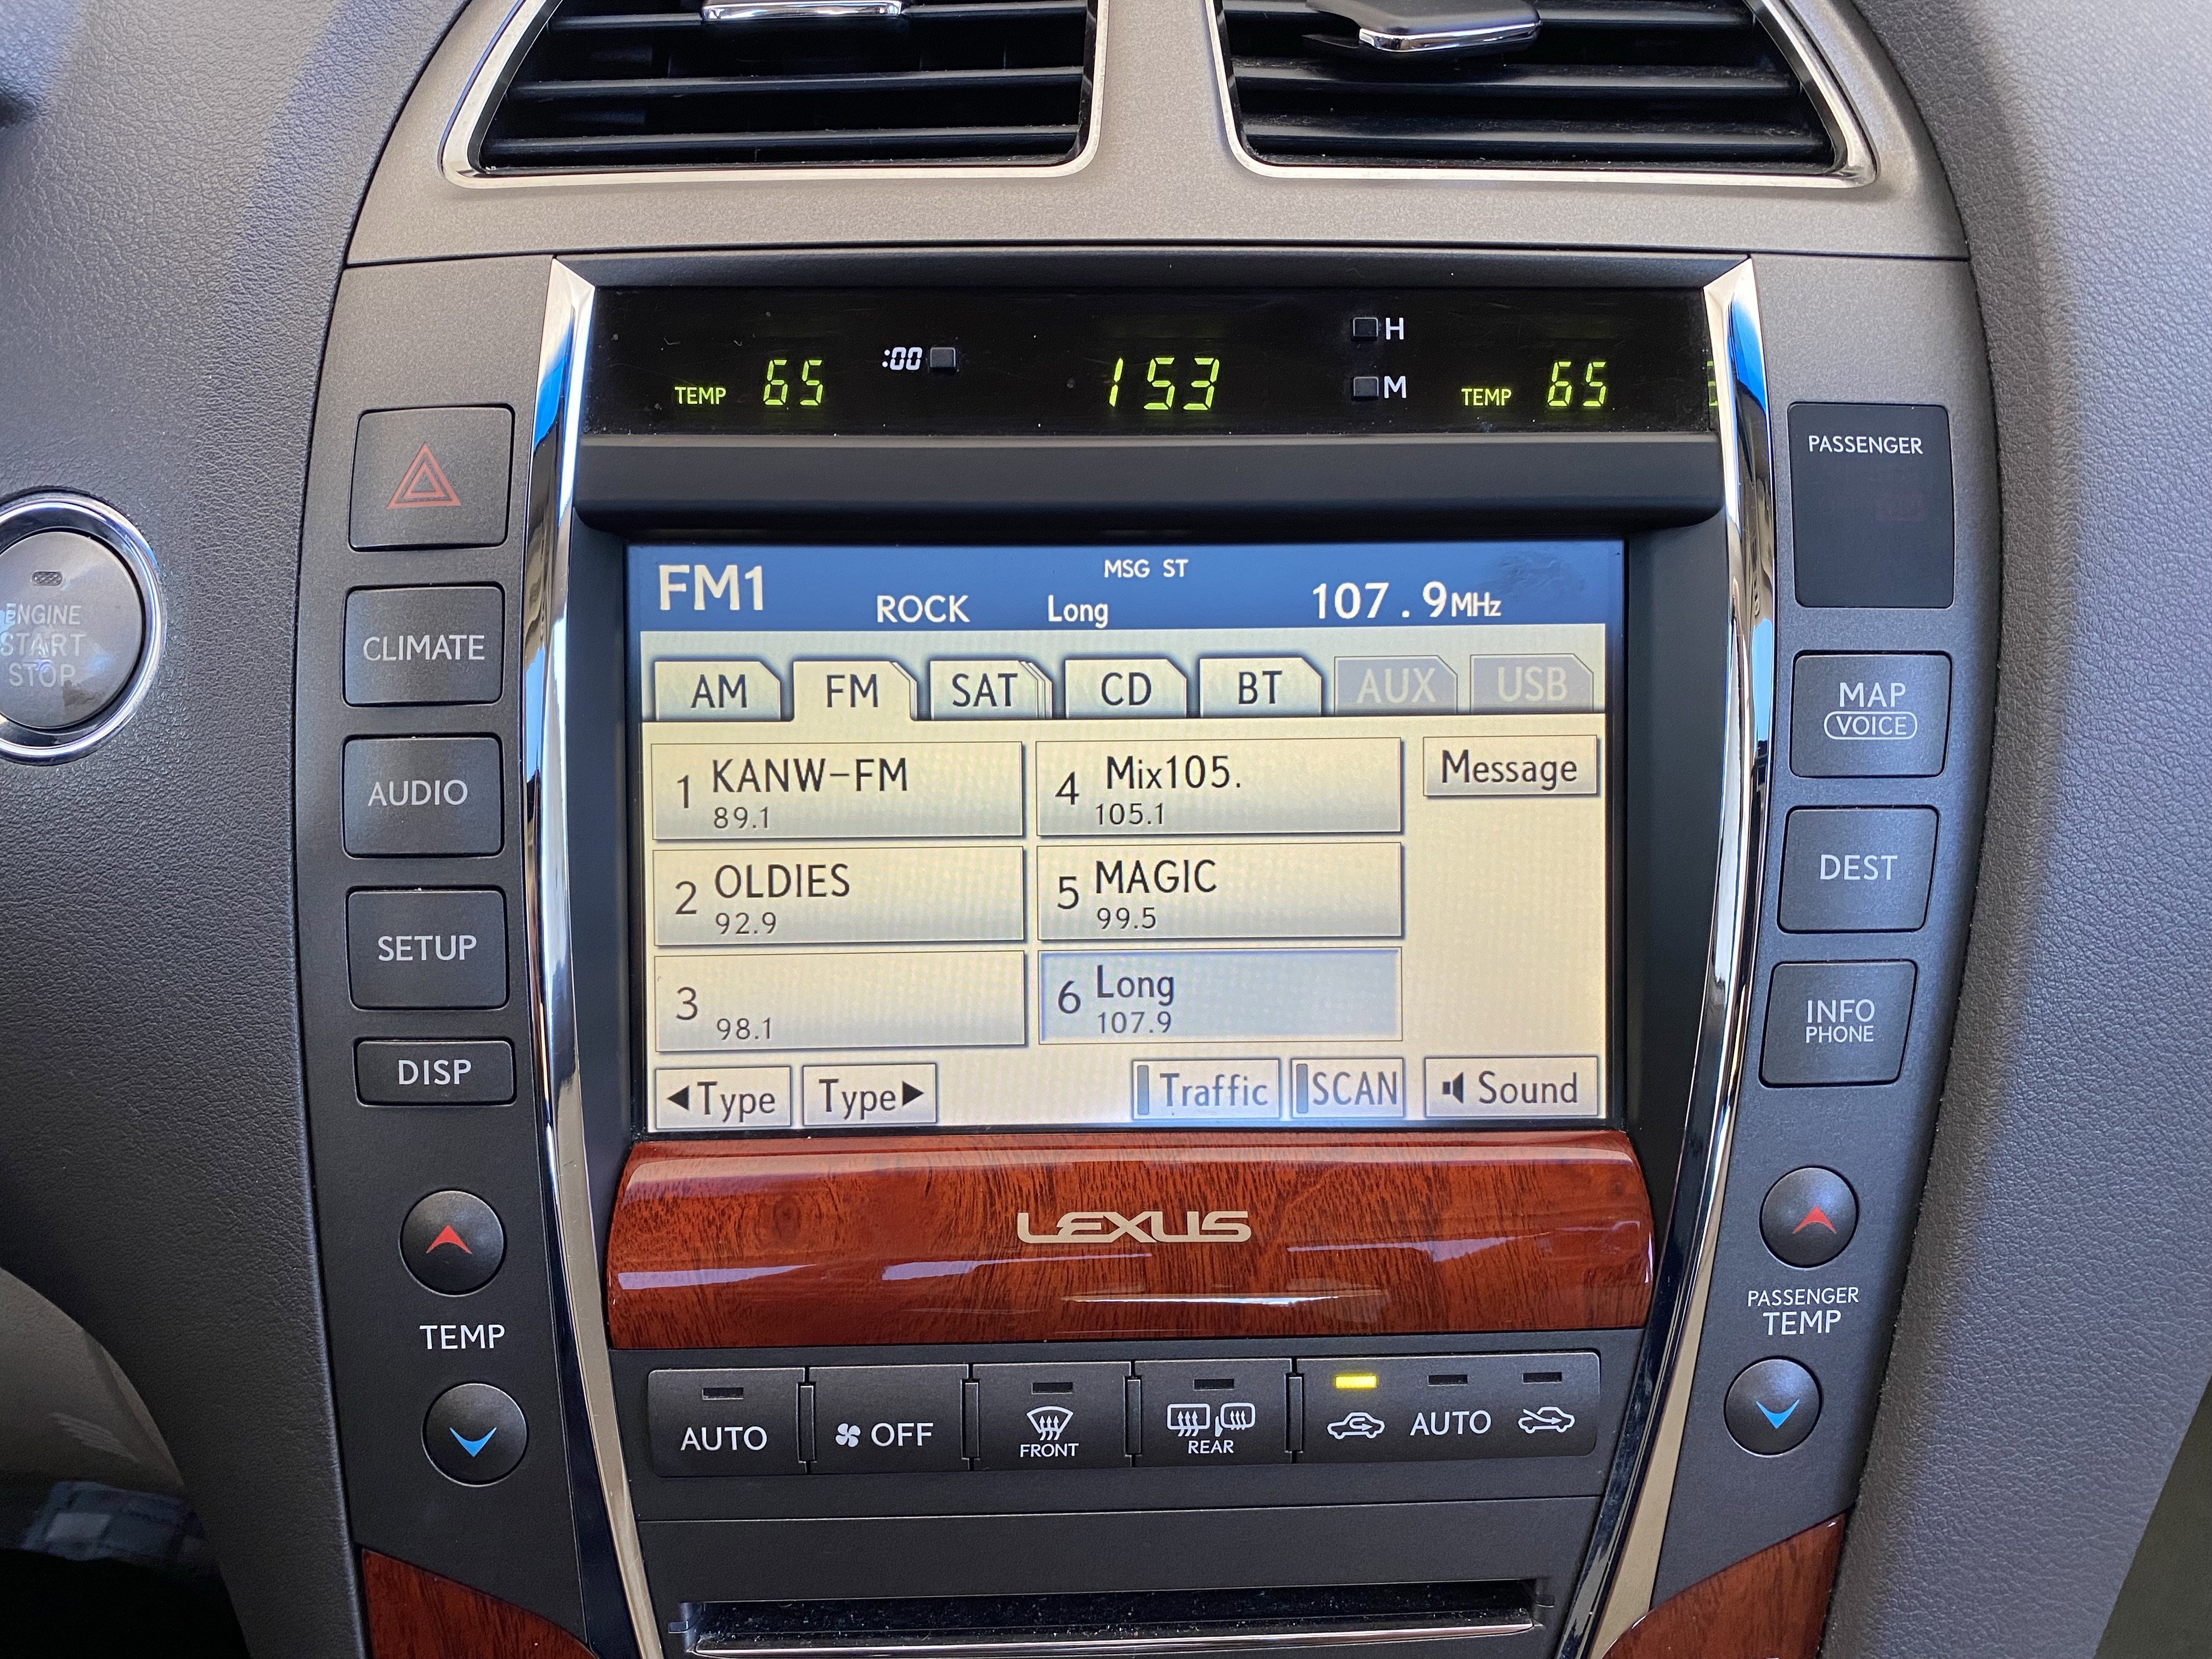 :00
H
TEMP 65
153
M
TEMP 65
PASSENGER
ENGINE
START
STOP
CLIMATE
AUDIO
SETUP
DISP
TEMP
FM1
MSG ST
ROCK
Long
107.9MHz
AM
FM
SAT
CD
BT
AUX
USB
1 KANW-FM
89.1
4 Mix105.
105.1
Message
2 OLDIES
92.9
5 MAGIC
99.5
3
98.1
6 Long
107.9
◀Type
Type▶
Traffic
SCAN
Sound
MAP
VOICE
DEST
INFO
PHONE
PASSENGER
TEMP
LEXUS
AUTO
OFF
FRONT
REAR
AUTO